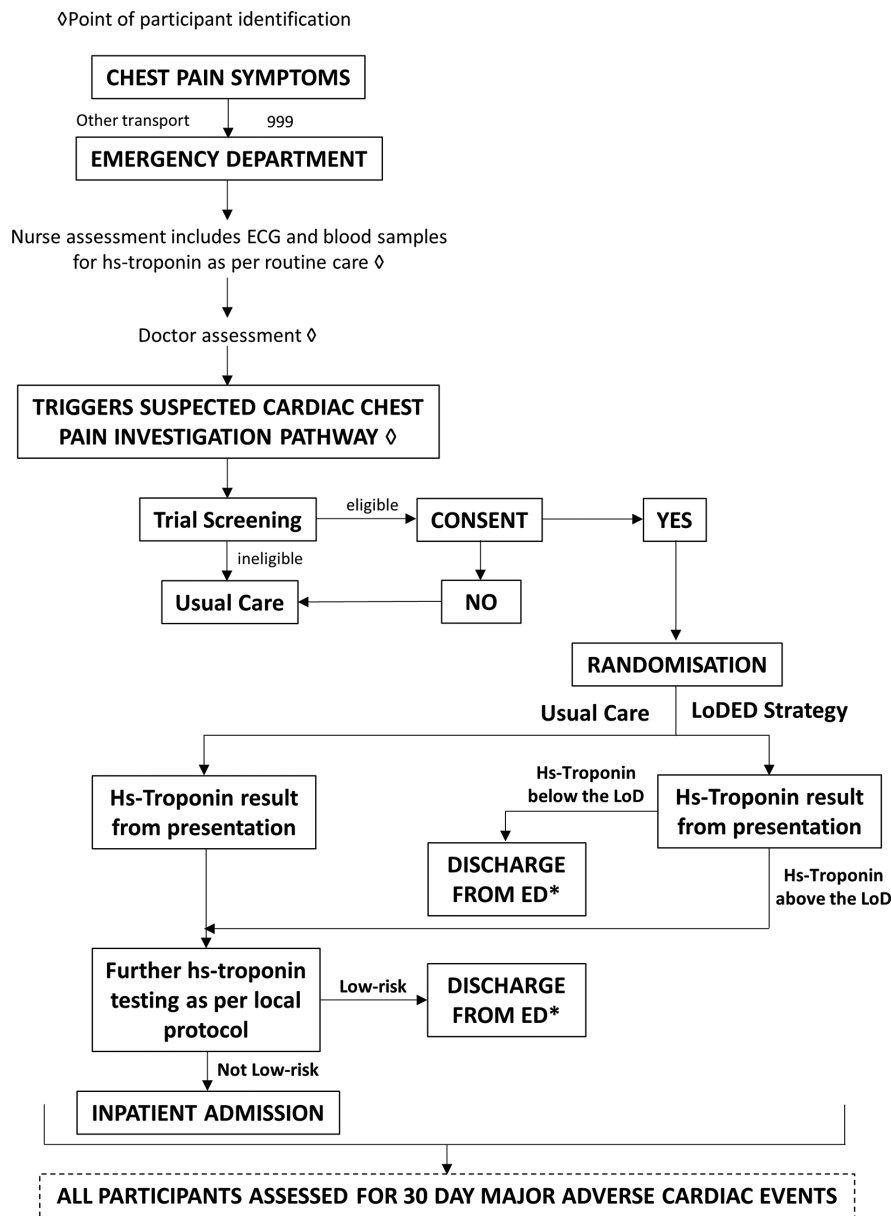 ◊Point of participant identification
CHEST PAIN SYMPTOMS
Other transport 999
EMERGENCY DEPARTMENT
Nurse assessment includes ECG and blood samples
for hs-troponin as per routine care ◊
Doctor assessment ◊
TRIGGERS SUSPECTED CARDIAC CHEST
PAIN INVESTIGATION PATHWAY ◊
Trial Screening
eligible
CONSENT
YES
ineligible
Usual Care
NO
RANDOMISATION
Usual Care
LoDED Strategy
Hs-Troponin result
from presentation
Hs-Troponin
below the LoD
Hs-Troponin result
from presentation
DISCHARGE
FROM ED*
Hs-Troponin
above the LoD
Further hs-troponin
testing as per local
protocol
Low-risk
DISCHARGE
FROM ED*
Not Low-risk
INPATIENT ADMISSION
ALL PARTICIPANTS ASSESSED FOR 30 DAY MAJOR ADVERSE CARDIAC EVENTS